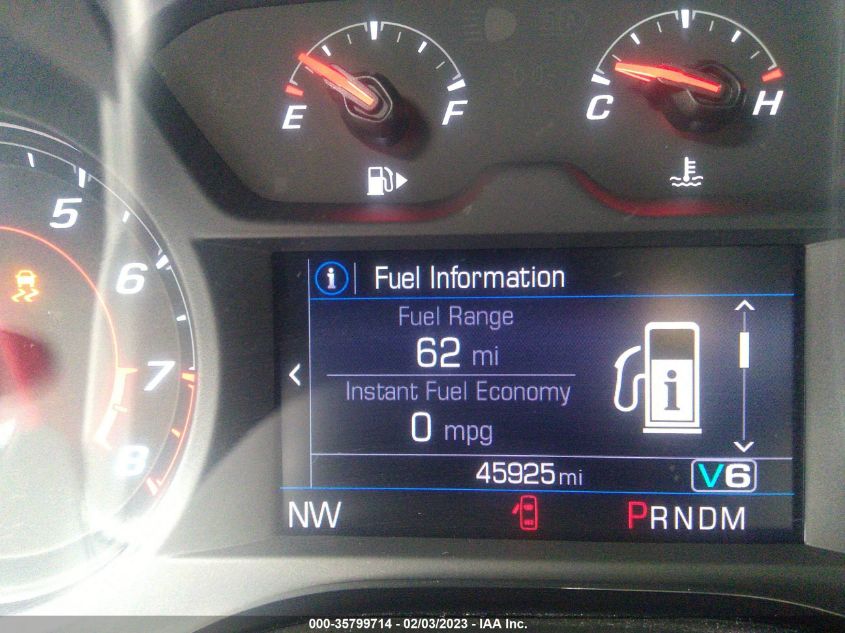 E F
C H
5
6
7
8
i Fuel Information
Fuel Range
62 mi
i
Instant Fuel Economy
0 mpg
45925 mi V6
NW PRNDM
000-35799714 - 02/03/2023 - IAA Inc.